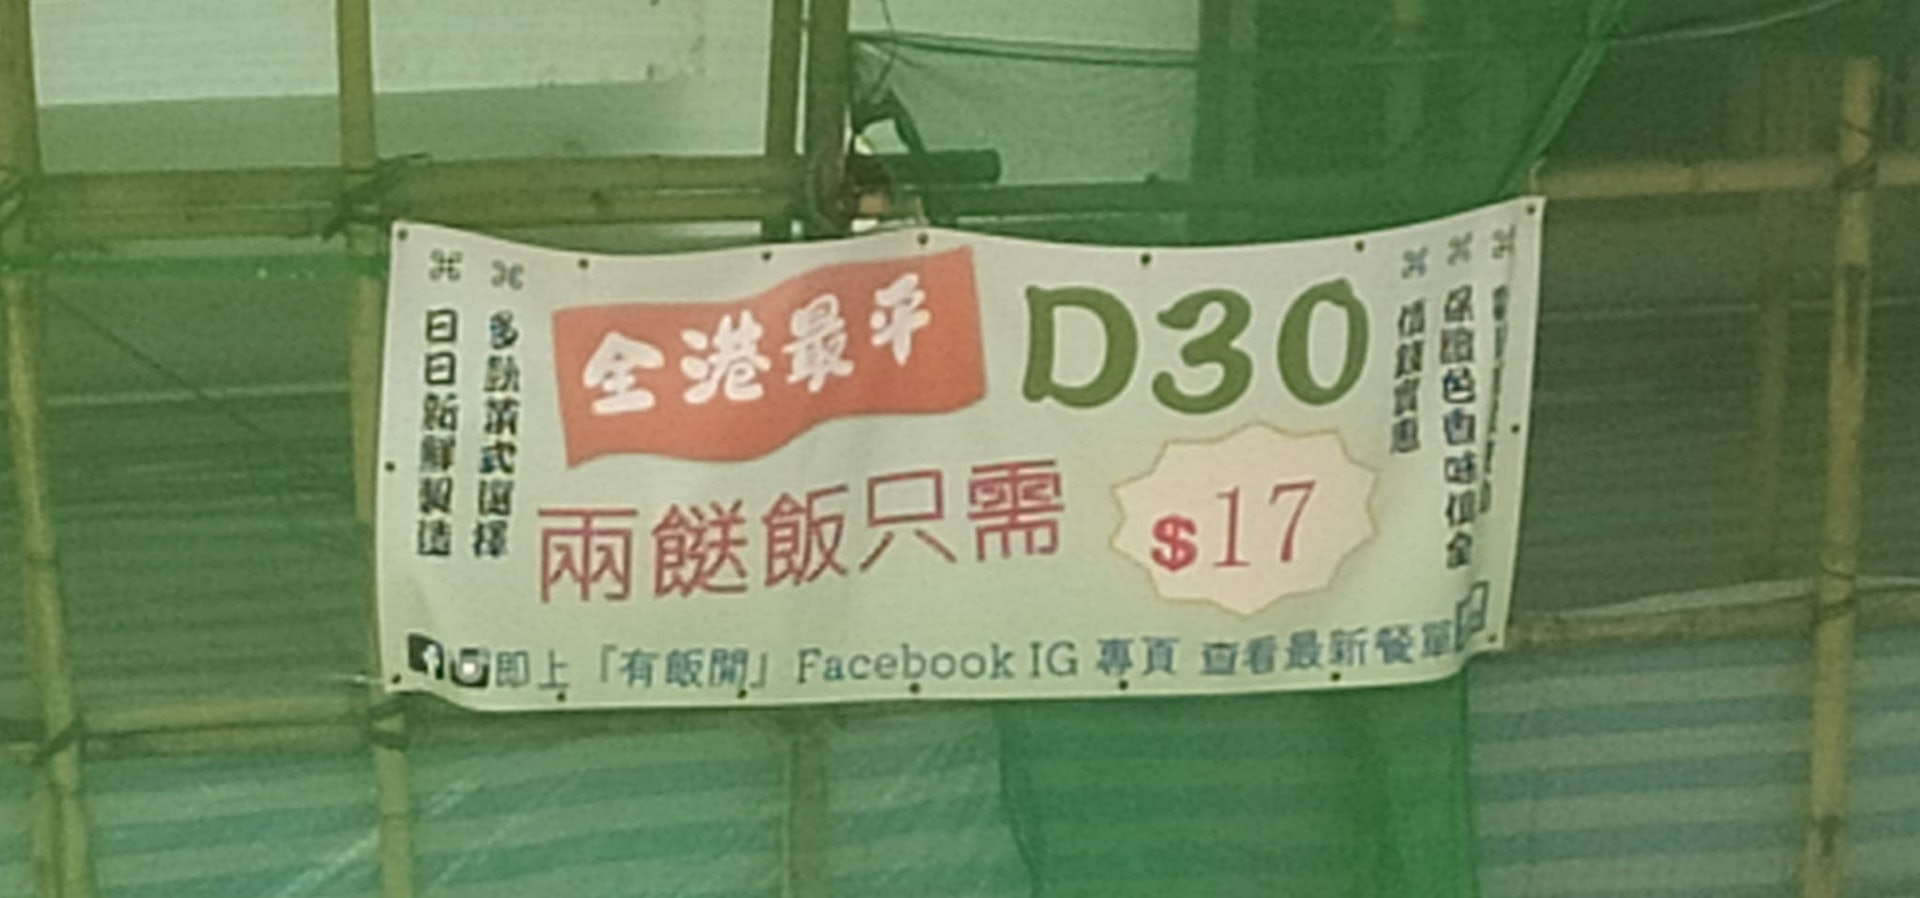 ⌘ 日日新鮮製造
⌘ 多款菜式選擇
全港最平
D30
兩餸飯只需
$17
⌘ 價錢實惠
⌘ 保證色香味俱全
即上「有飯開」Facebook IG 專頁 查看最新餐單